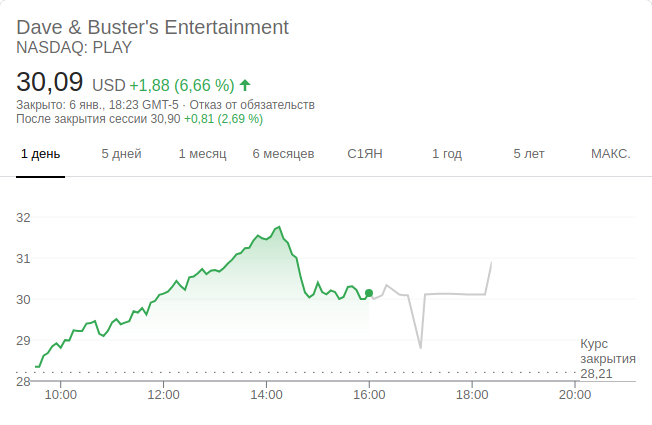 Dave & Buster's Entertainment
NASDAQ: PLAY
30,09 USD +1,88 (6,66 %)
Закрыто: 6 янв., 18:23 GMT-5 · Отказ от обязательств
После закрытия сессии 30,90 +0,81 (2,69 %)
1 день 5 дней 1 месяц 6 месяцев С1ЯН 1 год 5 лет МАКС.
32
31
30
29
28
Курс
закрытия
28,21
10:00 12:00 14:00 16:00 18:00 20:00